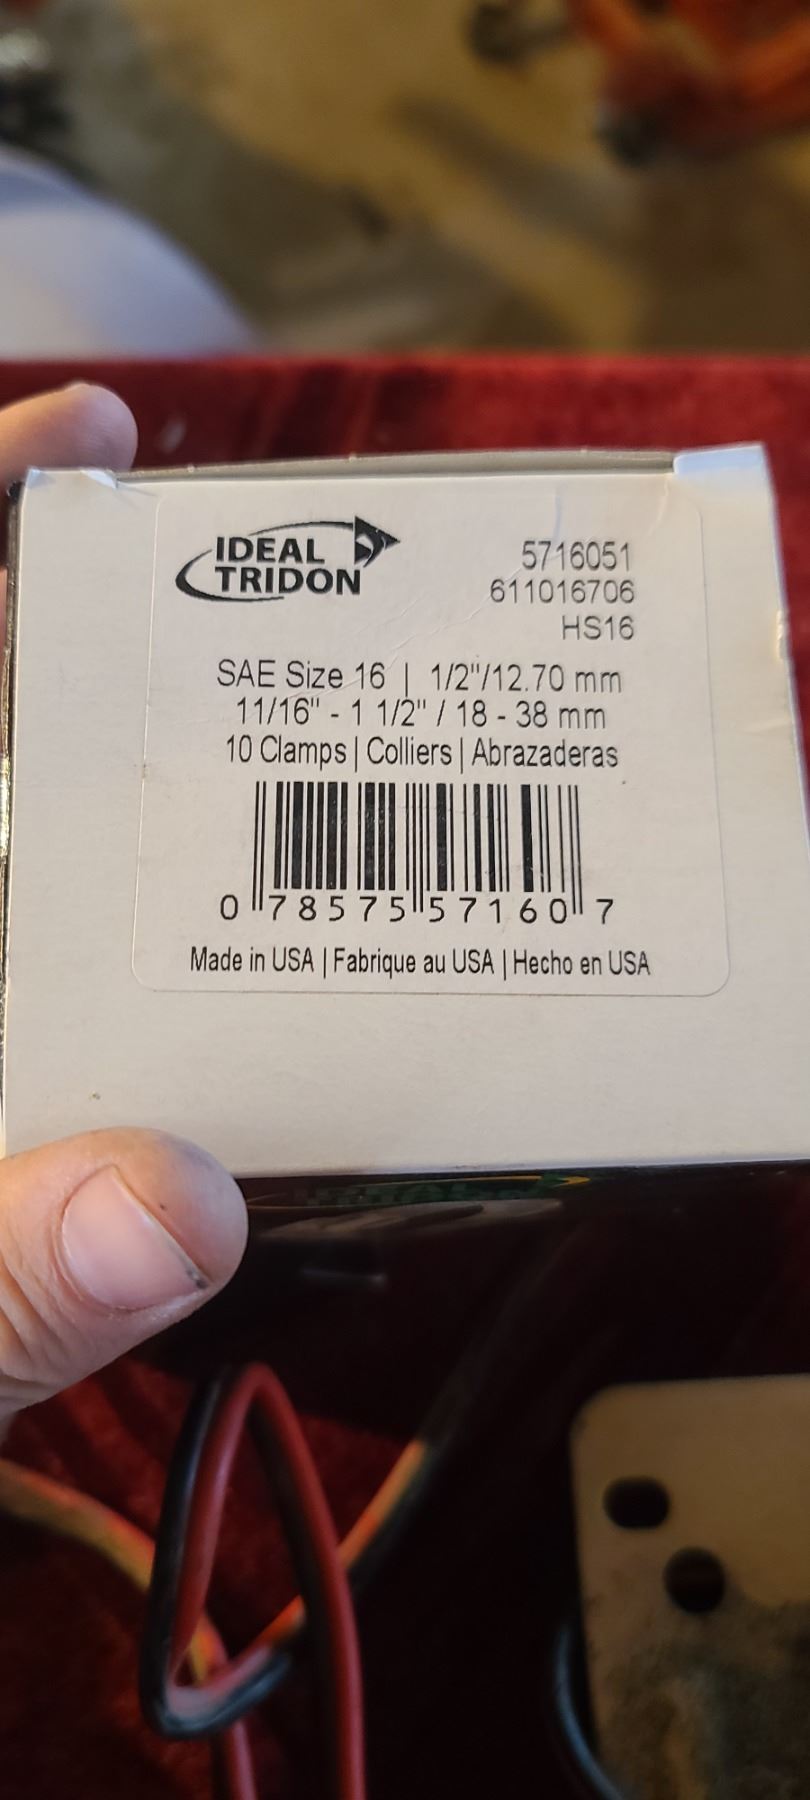 IDEAL
TRIDON
5716051
611016706
HS16
SAE Size 16 | 1/2"/12.70 mm
11/16" - 1 1/2" / 18 - 38 mm
10 Clamps | Colliers | Abrazaderas
0 78575 57160 7
Made in USA | Fabrique au USA | Hecho en USA